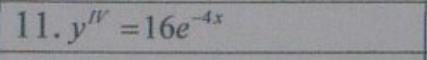 11. y^{IV} = 16e^{-4x}